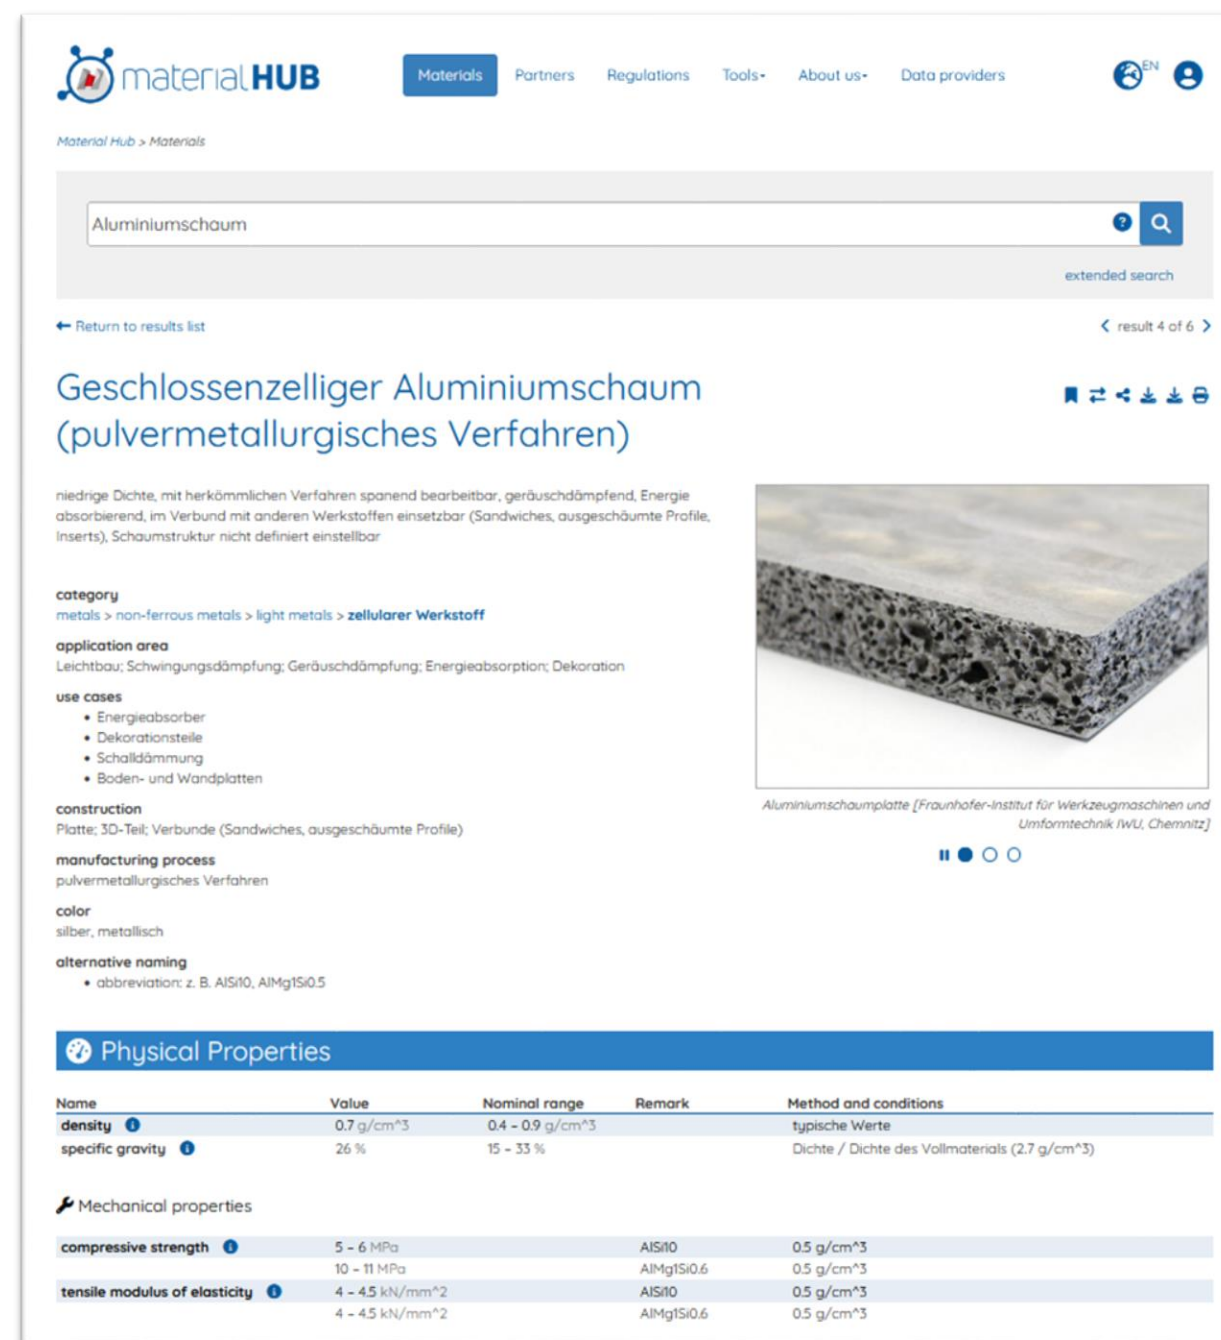 materialHUB
Materials Partners Regulations Tools About us Data providers EN
Material Hub > Materials
Aluminiumschaum ?
extended search
Return to results list
result 4 of 6
Geschlossenzelliger Aluminiumschaum
(pulvermetallurgisches Verfahren)
niedrige Dichte, mit herkömmlichen Verfahren spanend bearbeitbar, geräuschdämpfend, Energie
absorbierend, im Verbund mit anderen Werkstoffen einsetzbar (Sandwiches, ausgeschäumte Profile,
Inserts), Schaumstruktur nicht definiert einstellbar
category
metals > non-ferrous metals > light metals > zellularer Werkstoff
application area
Leichtbau; Schwingungsdämpfung; Geräuschdämpfung; Energieabsorption; Dekoration
use cases
• Energieabsorber
• Dekorationsteile
• Schalldämmung
• Boden- und Wandplatten
construction
Platte; 3D-Teil; Verbunde (Sandwiches, ausgeschäumte Profile)
manufacturing process
pulvermetallurgisches Verfahren
color
silber, metallisch
alternative naming
• abbreviation: z. B. AlSi10, AlMg1Si0.5
Aluminiumschaumplatte [Fraunhofer-Institut für Werkzeugmaschinen und
Umformtechnik IWU, Chemnitz]
Physical Properties
Name Value Nominal range Remark Method and conditions
density 0.7 g/cm^3 0.4 – 0.9 g/cm^3 typische Werte
specific gravity 26 % 15 – 33 % Dichte / Dichte des Vollmaterials (2.7 g/cm^3)
Mechanical properties
compressive strength 5 – 6 MPa AlSi10 0.5 g/cm^3
10 – 11 MPa AlMg1Si0.6 0.5 g/cm^3
tensile modulus of elasticity 4 – 4.5 kN/mm^2 AlSi10 0.5 g/cm^3
4 – 4.5 kN/mm^2 AlMg1Si0.6 0.5 g/cm^3